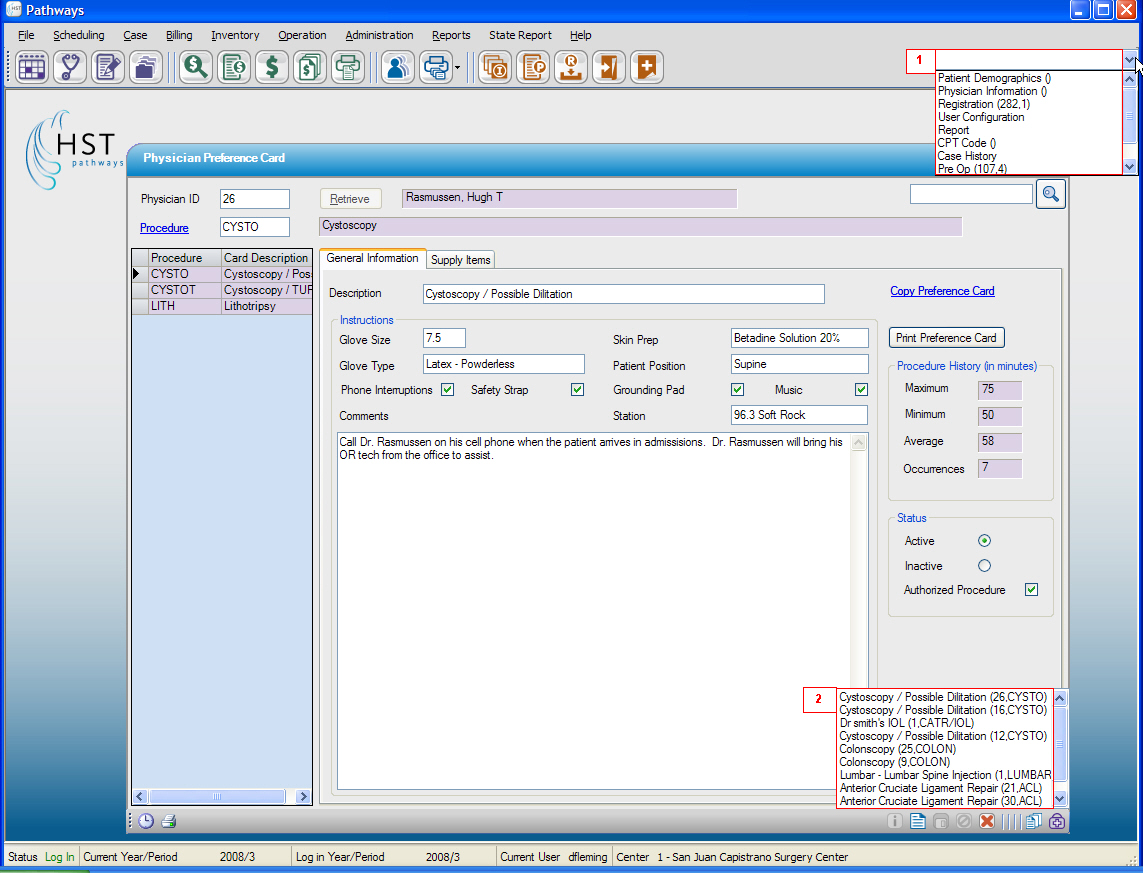 HST Pathways
File Scheduling Case Billing Inventory Operation Administration Reports State Report Help
1
Patient Demographics ()
Physician Information ()
Registration (282,1)
User Configuration
Report
CPT Code ()
Case History
Pre Op (107,4)
HST
pathways
Physician Preference Card
Physician ID 26 Retrieve Rasmussen, Hugh T
Procedure CYSTO Cystoscopy
Procedure Card Description
CYSTO Cystoscopy / Pos
CYSTOT Cystoscopy / TUF
LITH Lithotripsy
General Information Supply Items
Description Cystoscopy / Possible Dilitation Copy Preference Card
Instructions
Glove Size 7.5 Skin Prep Betadine Solution 20% Print Preference Card
Glove Type Latex - Powderless Patient Position Supine
Phone Interruptions Safety Strap Grounding Pad Music
Comments Station 96.3 Soft Rock
Call Dr. Rasmussen on his cell phone when the patient arrives in admissisions. Dr. Rasmussen will bring his
OR tech from the office to assist.
Procedure History (in minutes)
Maximum 75
Minimum 50
Average 58
Occurrences 7
Status
Active
Inactive
Authorized Procedure
2
Cystoscopy / Possible Dilitation (26,CYSTO)
Cystoscopy / Possible Dilitation (16,CYSTO)
Dr smith's IOL (1,CATR/IOL)
Cystoscopy / Possible Dilitation (12,CYSTO)
Colonscopy (25,COLON)
Colonscopy (9,COLON)
Lumbar - Lumbar Spine Injection (1,LUMBAR
Anterior Cruciate Ligament Repair (21,ACL)
Anterior Cruciate Ligament Repair (30,ACL)
Status Log In Current Year/Period 2008/3 Log in Year/Period 2008/3 Current User dfleming Center 1 - San Juan Capistrano Surgery Center